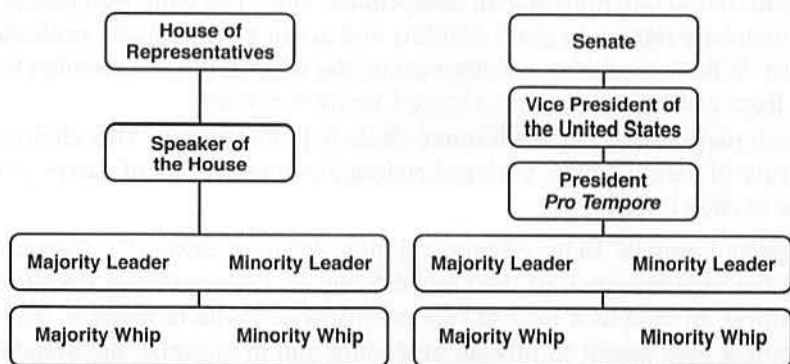 House of
Representatives
Speaker of
the House
Majority Leader Minority Leader
Majority Whip Minority Whip
Senate
Vice President of
the United States
President
Pro Tempore
Majority Leader Minority Leader
Majority Whip Minority Whip